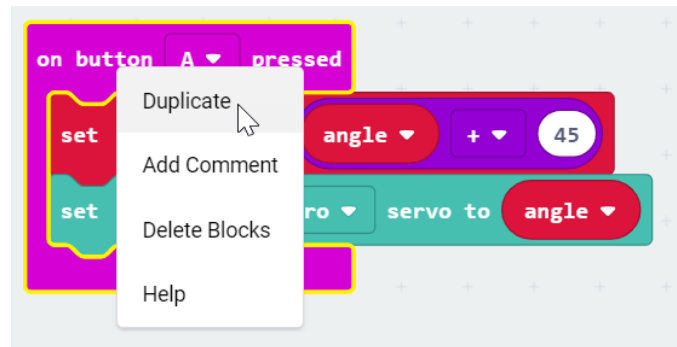 on button A pressed
Duplicate
set angle + 45
Add Comment
set ro servo to angle
Delete Blocks
Help